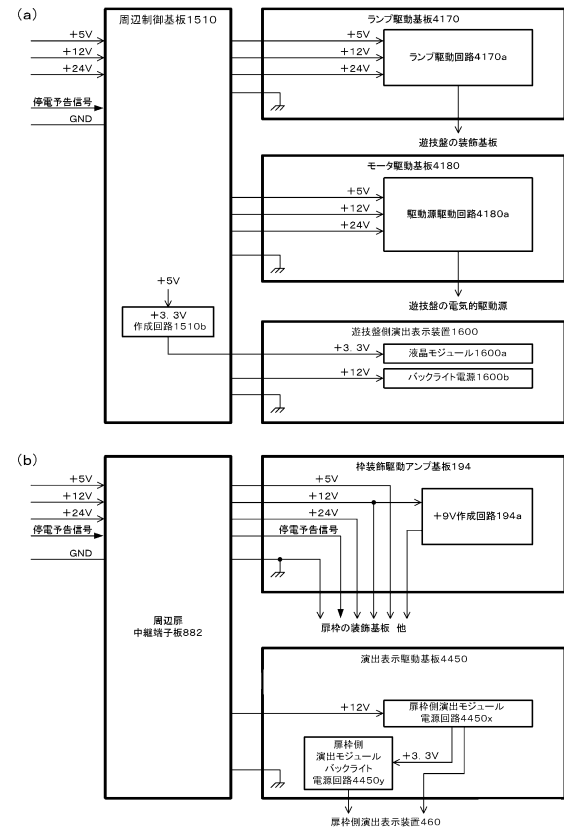 (a)
周辺制御基板1510
+5V
+12V
+24V
停電予告信号
GND
ランプ駆動基板4170
+5V
+12V
+24V
ランプ駆動回路4170a
遊技盤の装飾基板
モータ駆動基板4180
+5V
+12V
+24V
駆動源駆動回路4180a
遊技盤の電気的駆動源
+5V
+3.3V
作成回路1510b
遊技盤側演出表示装置1600
+3.3V
液晶モジュール1600a
+12V
バックライト電源1600b
(b)
+5V
+12V
+24V
停電予告信号
GND
周辺扉
中継端子板882
枠装飾駆動アンプ基板194
+5V
+12V
+24V
停電予告信号
+9V作成回路194a
扉枠の装飾基板 他
演出表示駆動基板4450
+12V
扉枠側演出モジュール
電源回路4450x
+3.3V
扉枠側
演出モジュール
バックライト
電源回路4450y
扉枠側演出表示装置460